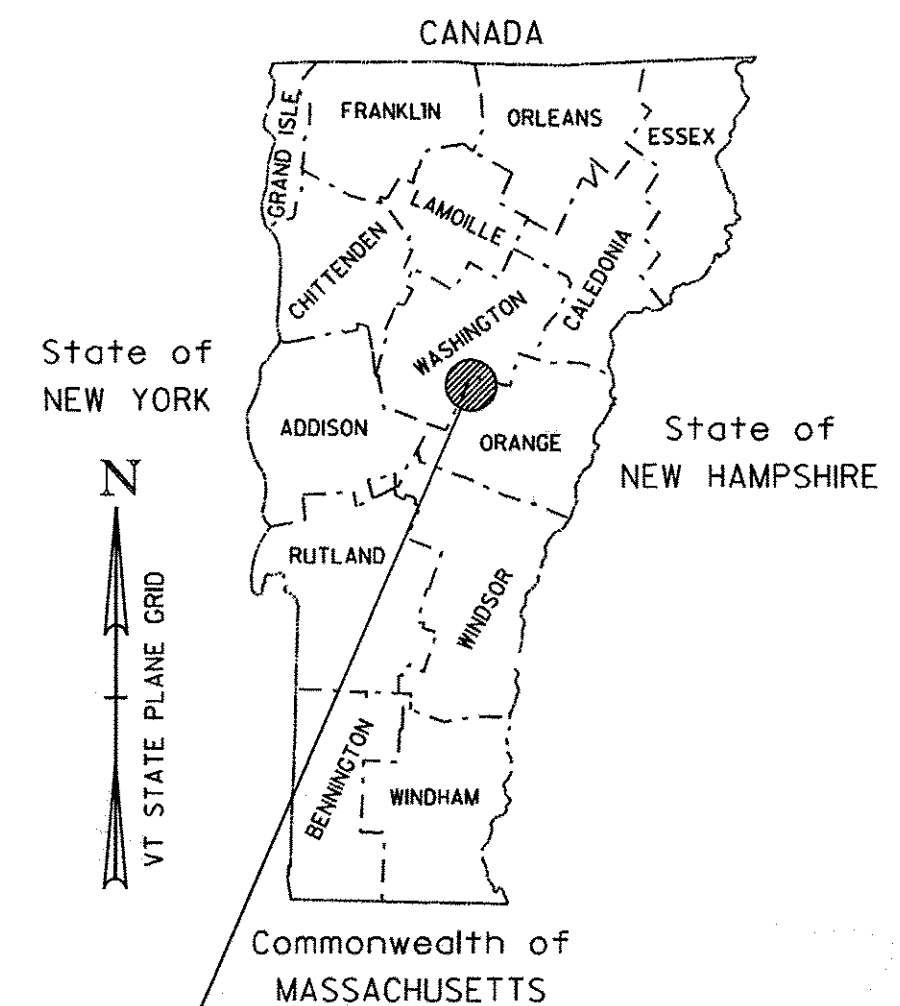 CANADA
GRAND ISLE
FRANKLIN
ORLEANS
ESSEX
LAMOILLE
CHITTENDEN
CALEDONIA
WASHINGTON
State of
NEW YORK
ADDISON
ORANGE
State of
NEW HAMPSHIRE
N
VT STATE PLANE GRID
RUTLAND
WINDSOR
BENNINGTON
WINDHAM
Commonwealth of
MASSACHUSETTS